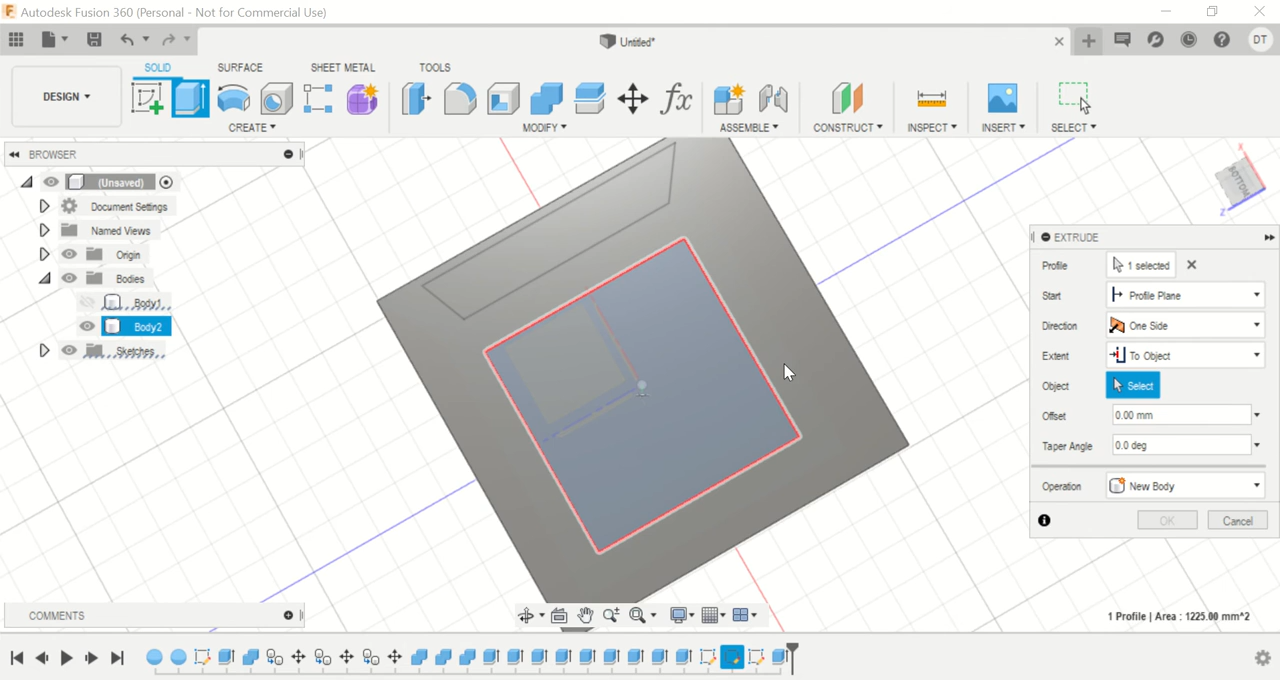 Autodesk Fusion 360 (Personal - Not for Commercial Use)
Untitled*
DT
DESIGN
SOLID SURFACE SHEET METAL TOOLS
CREATE MODIFY ASSEMBLE CONSTRUCT INSPECT INSERT SELECT
BROWSER
(Unsaved)
Document Settings
Named Views
Origin
Bodies
Body1
Body2
Sketches
X
BOTTOM
Z
EXTRUDE
Profile 1 selected
Start Profile Plane
Direction One Side
Extent To Object
Object Select
Offset 0.00 mm
Taper Angle 0.0 deg
Operation New Body
OK Cancel
COMMENTS
1 Profile | Area : 1225.00 mm^2